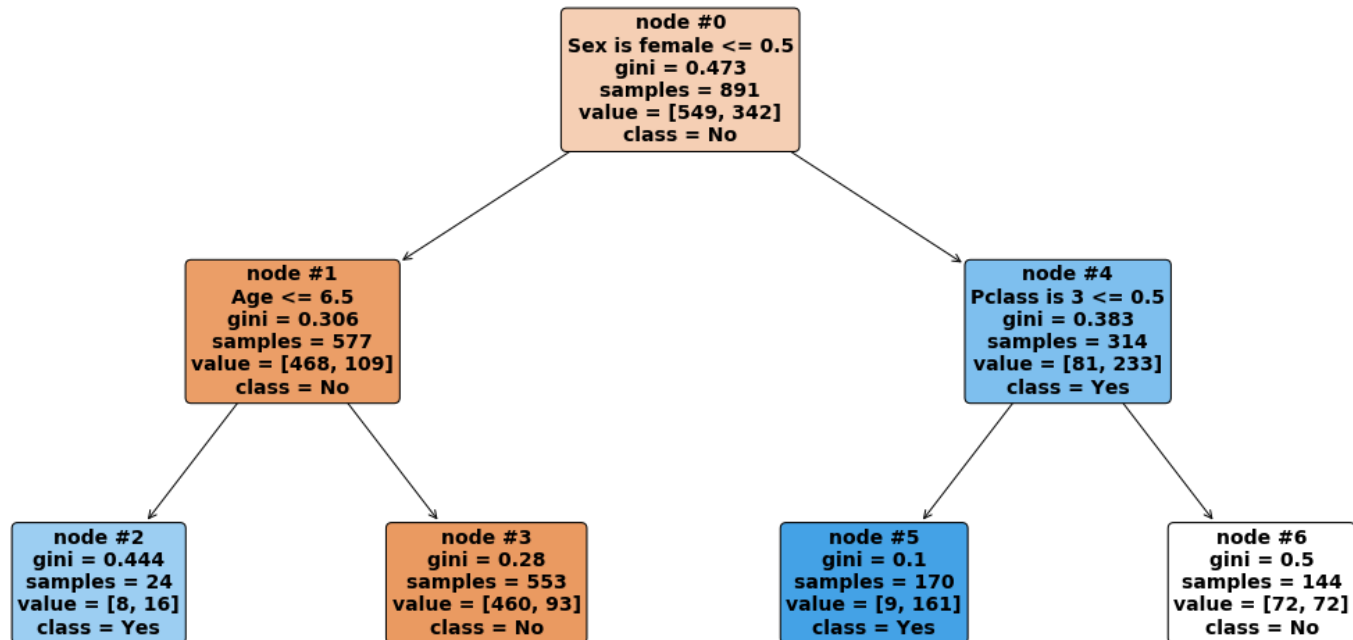 node #0
Sex is female <= 0.5
gini = 0.473
samples = 891
value = [549, 342]
class = No
node #1
Age <= 6.5
gini = 0.306
samples = 577
value = [468, 109]
class = No
node #4
Pclass is 3 <= 0.5
gini = 0.383
samples = 314
value = [81, 233]
class = Yes
node #2
gini = 0.444
samples = 24
value = [8, 16]
class = Yes
node #3
gini = 0.28
samples = 553
value = [460, 93]
class = No
node #5
gini = 0.1
samples = 170
value = [9, 161]
class = Yes
node #6
gini = 0.5
samples = 144
value = [72, 72]
class = No